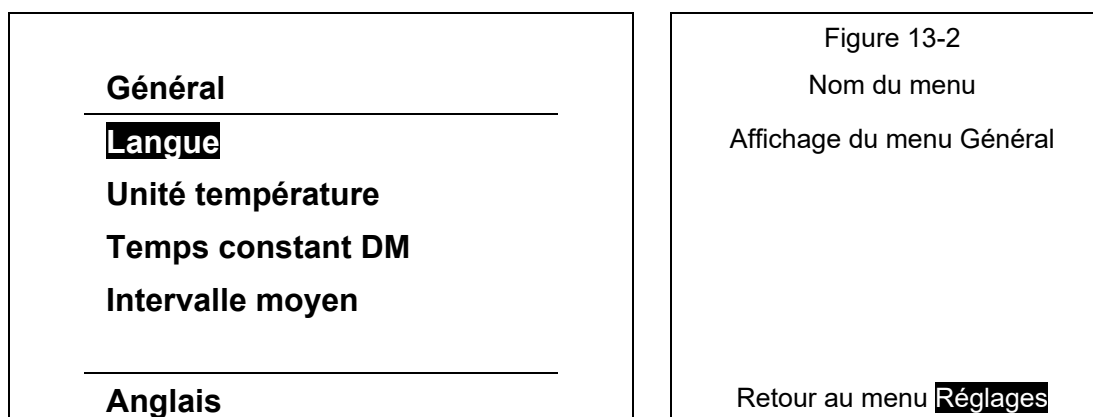 Général
Langue
Unité température
Temps constant DM
Intervalle moyen
Anglais
Figure 13-2
Nom du menu
Affichage du menu Général
Retour au menu Réglages